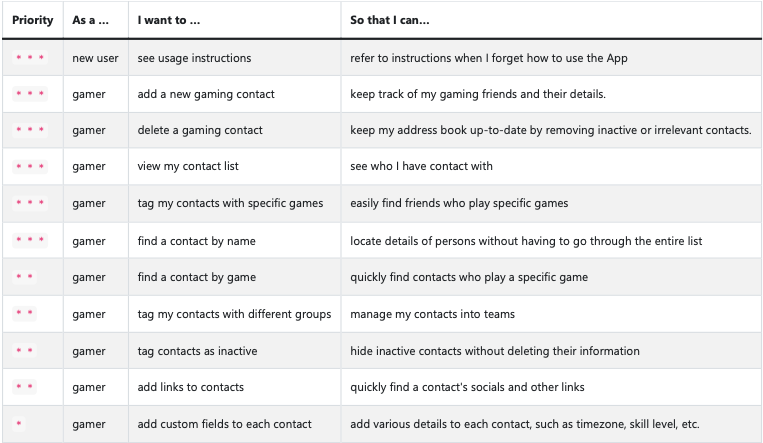 Priority As a ... I want to ... So that I can...
* * * new user see usage instructions refer to instructions when I forget how to use the App
* * * gamer add a new gaming contact keep track of my gaming friends and their details.
* * * gamer delete a gaming contact keep my address book up-to-date by removing inactive or irrelevant contacts.
* * * gamer view my contact list see who I have contact with
* * * gamer tag my contacts with specific games easily find friends who play specific games
* * * gamer find a contact by name locate details of persons without having to go through the entire list
* * gamer find a contact by game quickly find contacts who play a specific game
* * gamer tag my contacts with different groups manage my contacts into teams
* * gamer tag contacts as inactive hide inactive contacts without deleting their information
* * gamer add links to contacts quickly find a contact's socials and other links
* gamer add custom fields to each contact add various details to each contact, such as timezone, skill level, etc.